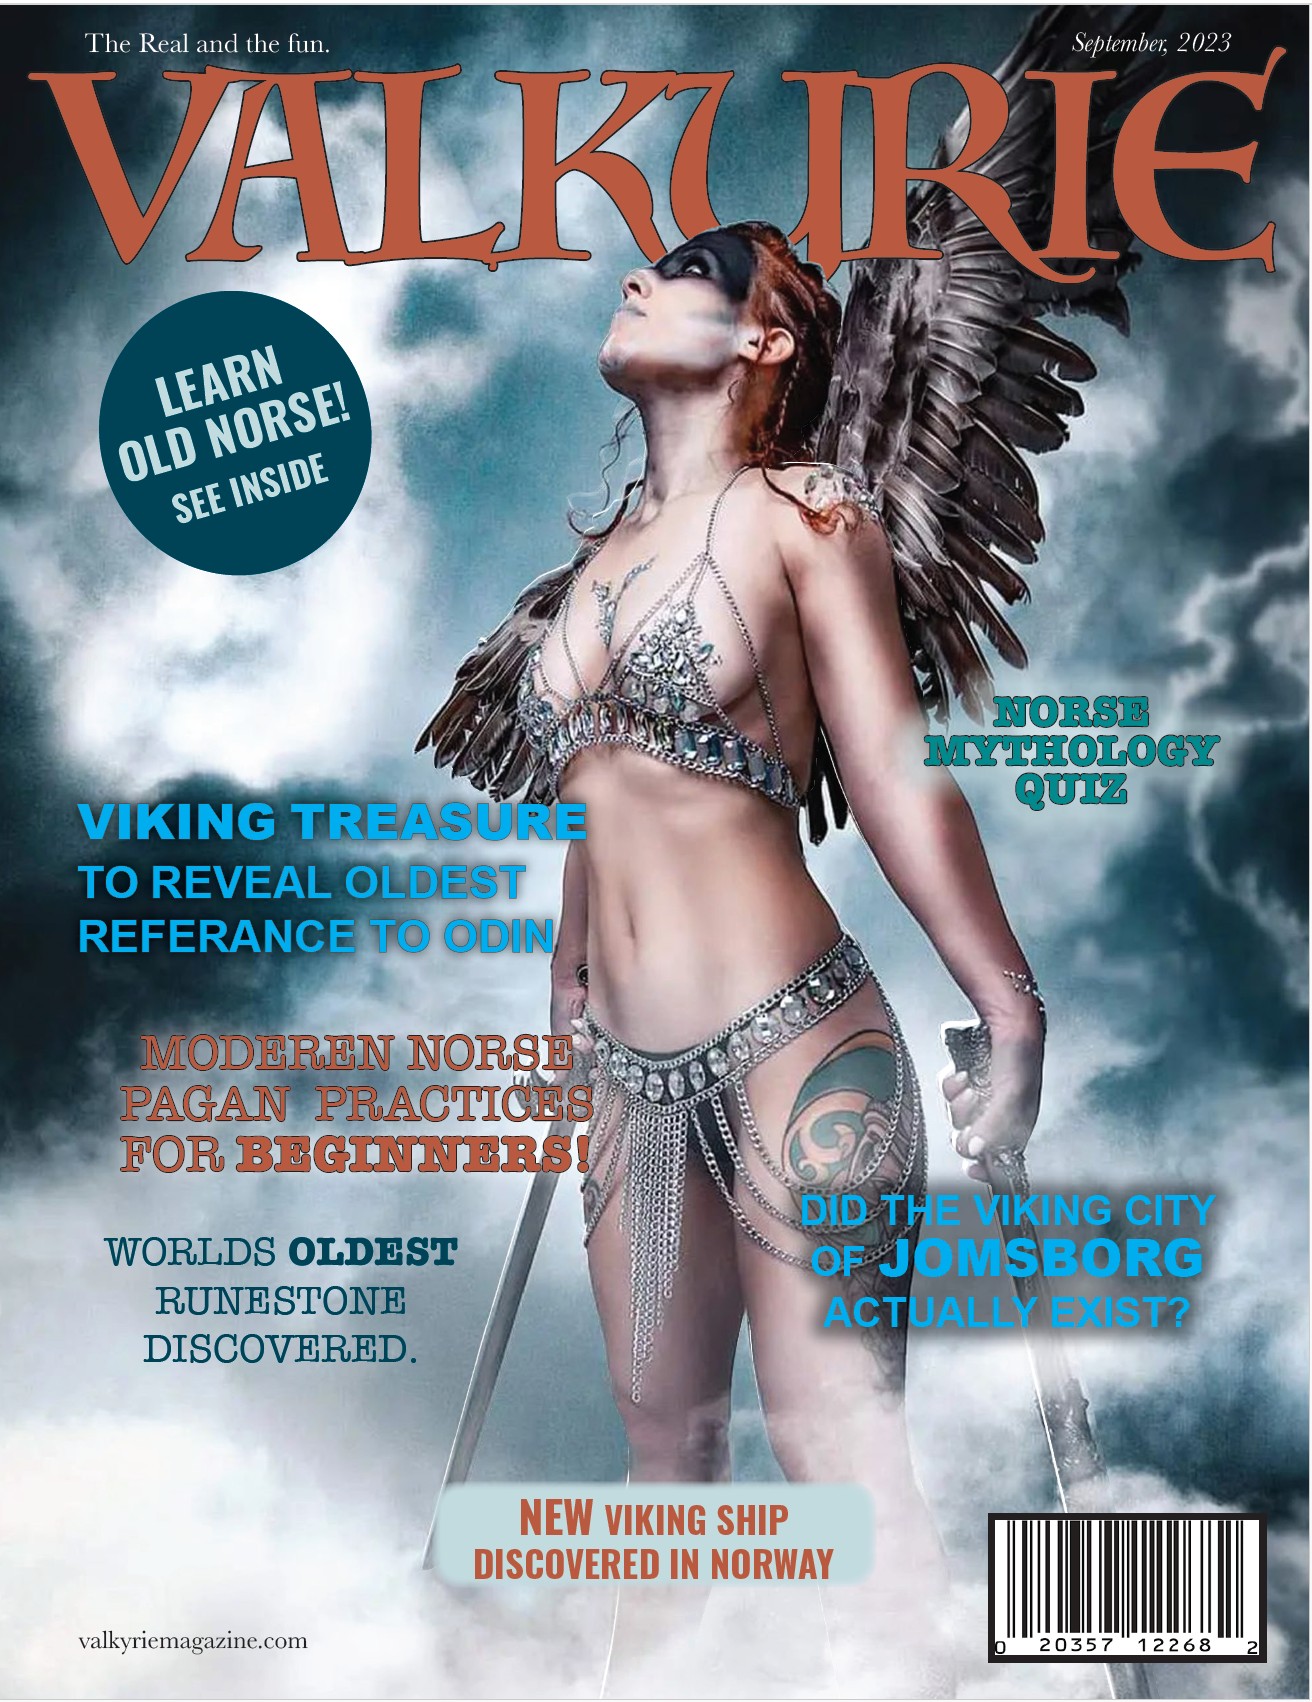 The Real and the fun.
September, 2023
VALKYRIE
LEARN
OLD NORSE!
SEE INSIDE
NORSE
MYTHOLOGY
QUIZ
VIKING TREASURE
TO REVEAL OLDEST
REFERANCE TO ODIN
MODEREN NORSE
PAGAN PRACTICES
FOR BEGINNERS!
DID THE VIKING CITY
OF JOMSBORG
ACTUALLY EXIST?
WORLDS OLDEST
RUNESTONE
DISCOVERED.
NEW VIKING SHIP
DISCOVERED IN NORWAY
valkyriemagazine.com
0 20357 12268 2